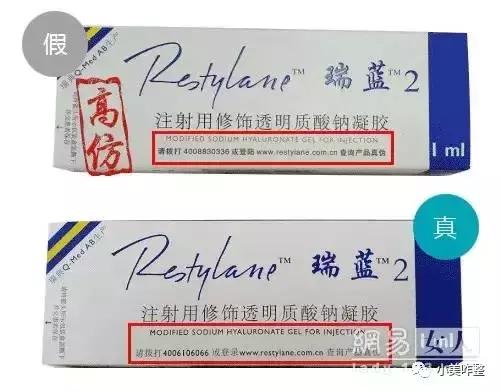 假
瑞典Q-Med AB生产
Restylane™ 瑞蓝™2
高仿
注射用修饰透明质酸钠凝胶
MODIFIED SODIUM HYALURONATE GEL FOR INJECTION
请拨打4008830336 或登陆 www.restylane.com.cn 查询产品真伪
1 ml
真
瑞典Q-Med AB生产
Restylane™ 瑞蓝™2
注射用修饰透明质酸钠凝胶
MODIFIED SODIUM HYALURONATE GEL FOR INJECTION
请拨打4006106066 或登录www.restylane.com.cn查询产品真伪
1 ml
網易 女人
小美咋整